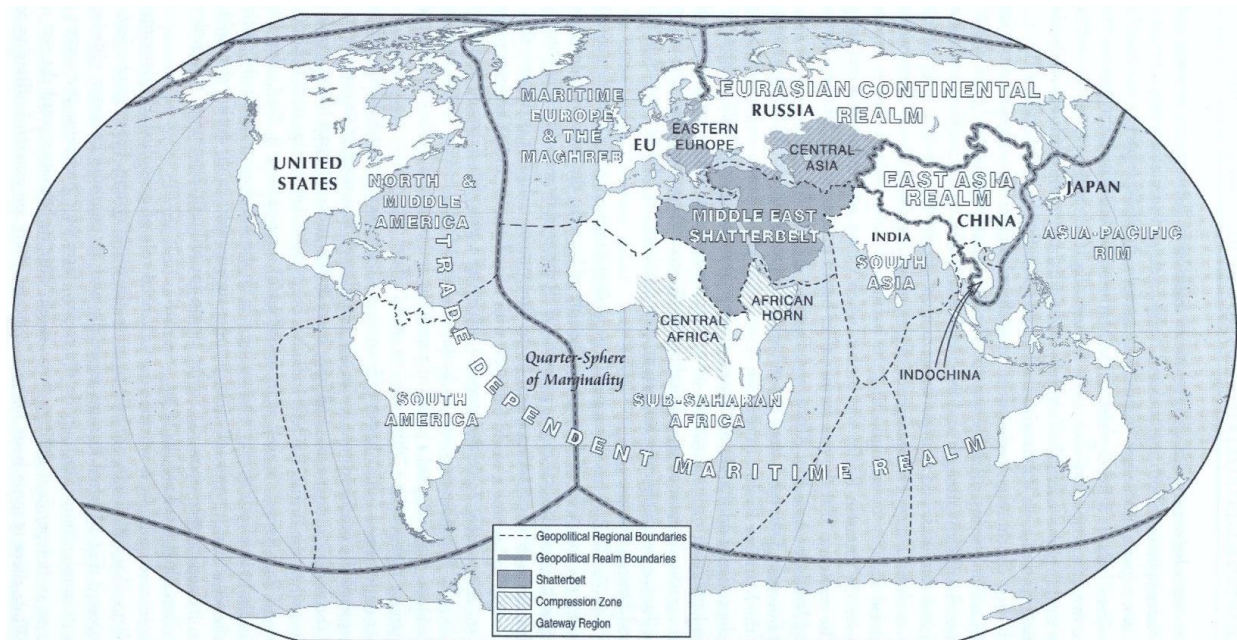 MARITIME
EUROPE
& THE
MAGHREB
EU
EASTERN
EUROPE
EURASIAN CONTINENTAL
REALM
RUSSIA
CENTRAL-
ASIA
UNITED
STATES
NORTH &
MIDDLE
AMERICA
EAST ASIA
REALM
CHINA
JAPAN
ASIA-PACIFIC
RIM
MIDDLE EAST
SHATTERBELT
INDIA
SOUTH
ASIA
AFRICAN
HORN
CENTRAL
AFRICA
INDOCHINA
Quarter-Sphere
of Marginality
SOUTH
AMERICA
SUB-SAHARAN
AFRICA
TRADE DEPENDENT MARITIME REALM
Geopolitical Regional Boundaries
Geopolitical Realm Boundaries
Shatterbelt
Compression Zone
Gateway Region